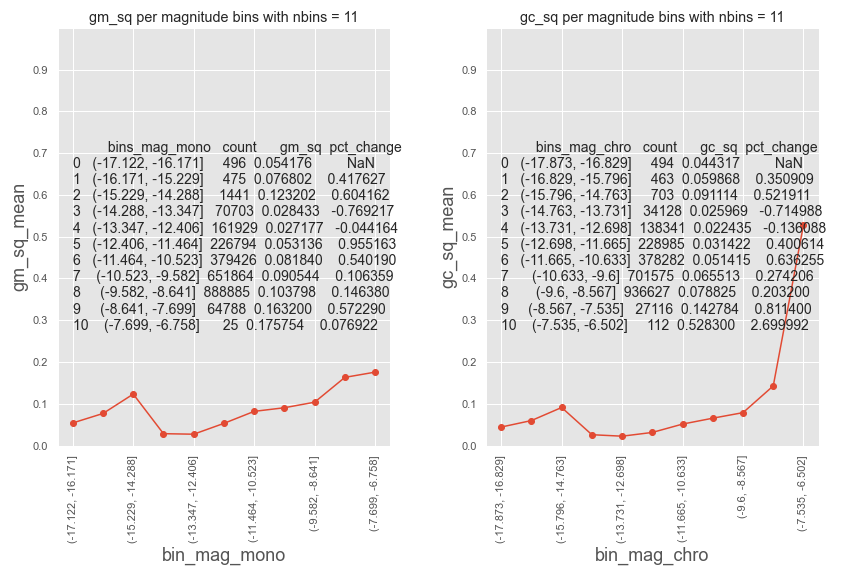 gm_sq per magnitude bins with nbins = 11
gm_sq_mean
0.9
0.8
0.7
0.6
0.5
0.4
0.3
0.2
0.1
0.0
bins_mag_mono count gm_sq pct_change
0 (-17.122, -16.171] 496 0.054176 NaN
1 (-16.171, -15.229] 475 0.076802 0.417627
2 (-15.229, -14.288] 1441 0.123202 0.604162
3 (-14.288, -13.347] 70703 0.028433 -0.769217
4 (-13.347, -12.406] 161929 0.027177 -0.044164
5 (-12.406, -11.464] 226794 0.053136 0.955163
6 (-11.464, -10.523] 379426 0.081840 0.540190
7 (-10.523, -9.582] 651864 0.090544 0.106359
8 (-9.582, -8.641] 888885 0.103798 0.146380
9 (-8.641, -7.699] 64788 0.163200 0.572290
10 (-7.699, -6.758] 25 0.175754 0.076922
(-17.122, -16.171]
(-15.229, -14.288]
(-13.347, -12.406]
(-11.464, -10.523]
(-9.582, -8.641]
(-7.699, -6.758]
bin_mag_mono
gc_sq per magnitude bins with nbins = 11
gc_sq_mean
0.9
0.8
0.7
0.6
0.5
0.4
0.3
0.2
0.1
0.0
bins_mag_chro count gc_sq pct_change
0 (-17.873, -16.829] 494 0.044317 NaN
1 (-16.829, -15.796] 463 0.059868 0.350909
2 (-15.796, -14.763] 703 0.091114 0.521911
3 (-14.763, -13.731] 34128 0.025969 -0.714988
4 (-13.731, -12.698] 138341 0.022435 -0.136088
5 (-12.698, -11.665] 228985 0.031422 0.400614
6 (-11.665, -10.633] 378282 0.051415 0.636255
7 (-10.633, -9.6] 701575 0.065513 0.274206
8 (-9.6, -8.567] 936627 0.078825 0.203200
9 (-8.567, -7.535] 27116 0.142784 0.811400
10 (-7.535, -6.502] 112 0.528300 2.699992
(-17.873, -16.829]
(-15.796, -14.763]
(-13.731, -12.698]
(-11.665, -10.633]
(-9.6, -8.567]
(-7.535, -6.502]
bin_mag_chro